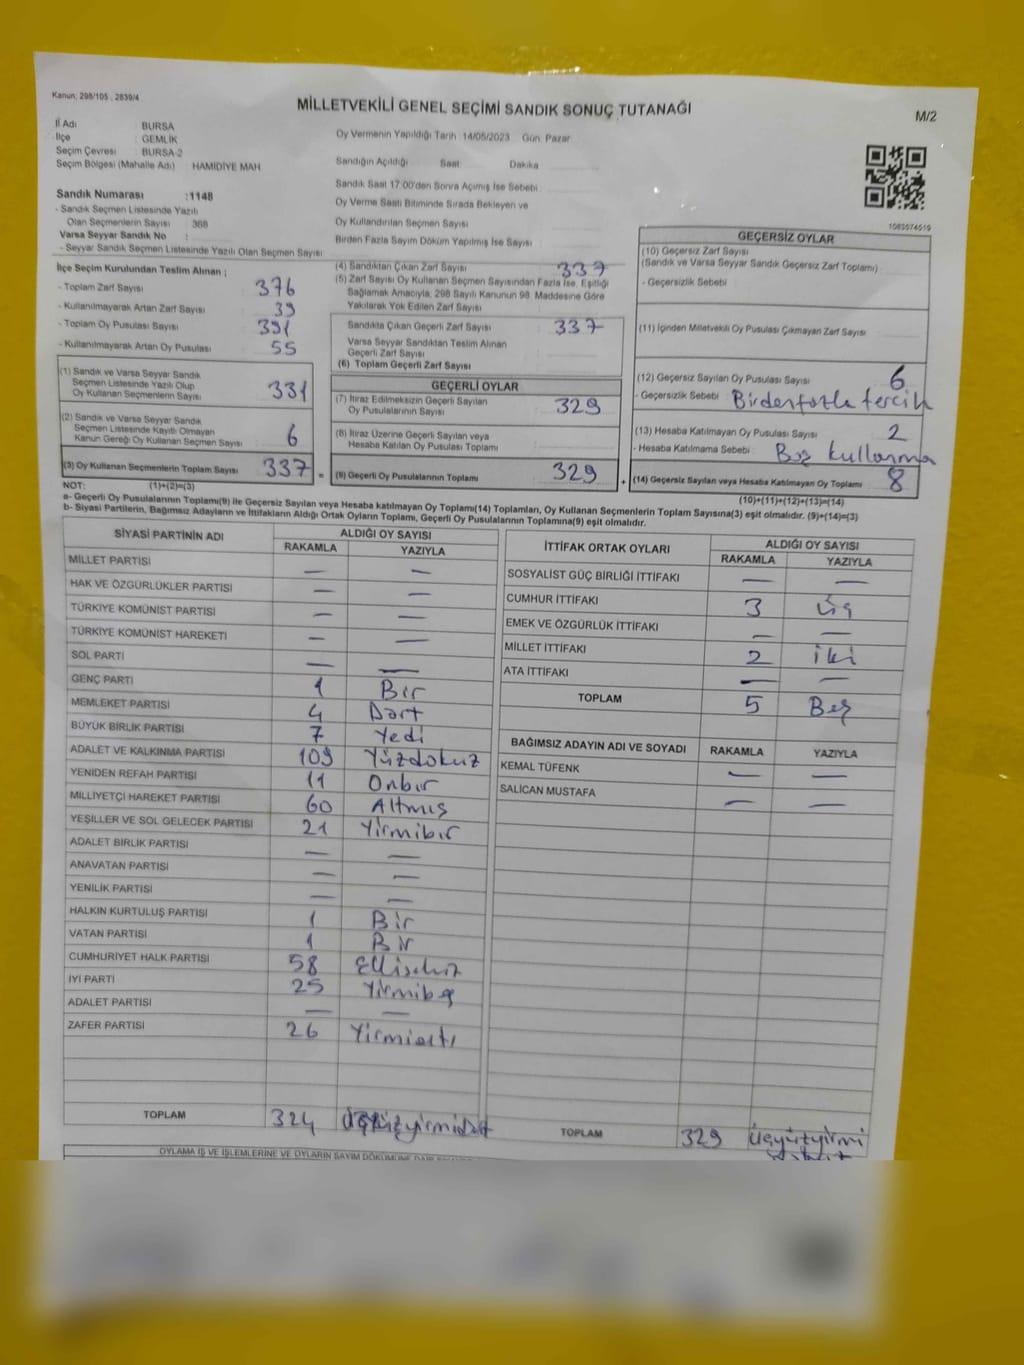 Kanun; 298/105 , 2839/4
MİLLETVEKİLİ GENEL SEÇİMİ SANDIK SONUÇ TUTANAĞI
M/2
İl Adı : BURSA
İlçe : GEMLİK
Seçim Çevresi : BURSA-2
Seçim Bölgesi (Mahalle Adı) : HAMİDİYE MAH
Sandık Numarası : 1148
- Sandık Seçmen Listesinde Yazılı
Olan Seçmenlerin Sayısı : 368
Varsa Seyyar Sandık No :
- Seyyar Sandık Seçmen Listesinde Yazılı Olan Seçmen Sayısı :
Oy Vermenin Yapıldığı Tarih : 14/05/2023 Gün: Pazar
Sandığın Açıldığı Saat Dakika
Sandık Saat 17:00'den Sonra Açımış İse Sebebi :
Oy Verme Saati Bitiminde Sırada Bekleyen ve
Oy Kullandırılan Seçmen Sayısı
Birden Fazla Sayım Döküm Yapılmış İse Sayısı :
1083574519
İlçe Seçim Kurulundan Teslim Alınan ;
- Toplam Zarf Sayısı : 376
- Kullanılmayarak Artan Zarf Sayısı : 39
- Toplam Oy Pusulası Sayısı : 391
- Kullanılmayarak Artan Oy Pusulası : 55
(1) Sandık ve Varsa Seyyar Sandık
Seçmen Listesinde Yazılı Olup
Oy Kullanan Seçmenlerin Sayısı : 331
(2) Sandık ve Varsa Seyyar Sandık
Seçmen Listesinde Kayıtlı Olmayan
Kanun Gereği Oy Kullanan Seçmen Sayısı : 6
(3) Oy Kullanan Seçmenlerin Toplam Sayısı : 337 =
(4) Sandıktan Çıkan Zarf Sayısı : 337
(5) Zarf Sayısı Oy Kullanan Seçmen Sayısından Fazla İse, Eşitliği
Sağlamak Amacıyla, 298 Sayılı Kanunun 98. Maddesine Göre
Yakılarak Yok Edilen Zarf Sayısı :
Sandıkta Çıkan Geçerli Zarf Sayısı : 337
Varsa Seyyar Sandıktan Teslim Alınan
Geçerli Zarf Sayısı :
(6) Toplam Geçerli Zarf Sayısı :
GEÇERLİ OYLAR
(7) İtiraz Edilmeksizin Geçerli Sayılan
Oy Pusulalarının Sayısı : 329
(8) İtiraz Üzerine Geçerli Sayılan veya
Hesaba Katılan Oy Pusulası Toplamı :
(9) Geçerli Oy Pusulalarının Toplamı : 329 +
GEÇERSİZ OYLAR
(10) Geçersiz Zarf Sayısı
(Sandık ve Varsa Seyyar Sandık Geçersiz Zarf Toplamı) :
- Geçersizlik Sebebi :
(11) İçinden Milletvekili Oy Pusulası Çıkmayan Zarf Sayısı :
(12) Geçersiz Sayılan Oy Pusulası Sayısı : 6
- Geçersizlik Sebebi : Birdenfazla tercih
(13) Hesaba Katılmayan Oy Pusulası Sayısı : 2
- Hesaba Katılmama Sebebi : Boş kullanma
(14) Geçersiz Sayılan veya Hesaba Katılmayan Oy Toplamı : 8
NOT: (1)+(2)=(3)
(10)+(11)+(12)+(13)=(14)
a- Geçerli Oy Pusulalarının Toplamı(9) ile Geçersiz Sayılan veya Hesaba katılmayan Oy Toplamı(14) Toplamları, Oy Kullanan Seçmenlerin Toplam Sayısına(3) eşit olmalıdır. (9)+(14)=(3)
b- Siyasi Partilerin, Bağımsız Adayların ve İttifakların Aldığı Ortak Oyların Toplamı, Geçerli Oy Pusulalarının Toplamına(9) eşit olmalıdır.
SİYASİ PARTİNİN ADI ALDIĞI OY SAYISI
RAKAMLA YAZIYLA
MİLLET PARTİSİ — —
HAK VE ÖZGÜRLÜKLER PARTİSİ — —
TÜRKİYE KOMÜNİST PARTİSİ — —
TÜRKİYE KOMÜNİST HAREKETİ — —
SOL PARTİ — —
GENÇ PARTİ 1 Bir
MEMLEKET PARTİSİ 4 Dört
BÜYÜK BİRLİK PARTİSİ 7 Yedi
ADALET VE KALKINMA PARTİSİ 109 Yüzdokuz
YENİDEN REFAH PARTİSİ 11 Onbir
MİLLİYETÇİ HAREKET PARTİSİ 60 Altmış
YEŞİLLER VE SOL GELECEK PARTİSİ 21 Yirmibir
ADALET BİRLİK PARTİSİ — —
ANAVATAN PARTİSİ — —
YENİLİK PARTİSİ — —
HALKIN KURTULUŞ PARTİSİ 1 Bir
VATAN PARTİSİ 1 Bir
CUMHURİYET HALK PARTİSİ 58 Ellisekiz
İYİ PARTİ 25 Yirmibeş
ADALET PARTİSİ — —
ZAFER PARTİSİ 26 Yirmialtı
TOPLAM 324 üçyüzyirmidört
İTTİFAK ORTAK OYLARI ALDIĞI OY SAYISI
RAKAMLA YAZIYLA
SOSYALİST GÜÇ BİRLİĞİ İTTİFAKI — —
CUMHUR İTTİFAKI 3 üç
EMEK VE ÖZGÜRLÜK İTTİFAKI — —
MİLLET İTTİFAKI 2 iki
ATA İTTİFAKI — —
TOPLAM 5 Beş
BAĞIMSIZ ADAYIN ADI VE SOYADI RAKAMLA YAZIYLA
KEMAL TÜFENK — —
SALİCAN MUSTAFA — —
TOPLAM 329 üçyüzyirmi
OYLAMA İŞ VE İŞLEMLERİNE VE OYLARIN SAYIM DÖKÜMÜNE DAİR